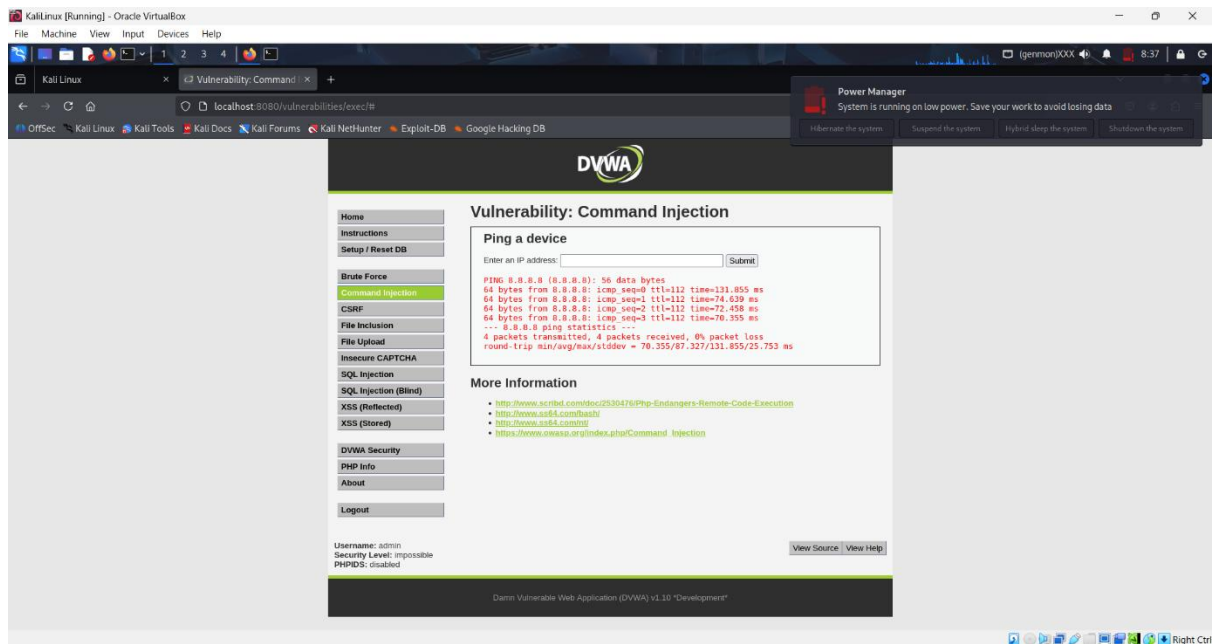 KaliLinux [Running] - Oracle VirtualBox
File Machine View Input Devices Help
1 2 3 4
(genmon)XXX 8:37
Kali Linux × Vulnerability: Command I × +
localhost:8080/vulnerabilities/exec/#
OffSec Kali Linux Kali Tools Kali Docs Kali Forums Kali NetHunter Exploit-DB Google Hacking DB
Power Manager
System is running on low power. Save your work to avoid losing data
Hibernate the system Suspend the system Hybrid sleep the system Shutdown the system
DVWA
Home
Instructions
Setup / Reset DB
Brute Force
Command Injection
CSRF
File Inclusion
File Upload
Insecure CAPTCHA
SQL Injection
SQL Injection (Blind)
XSS (Reflected)
XSS (Stored)
DVWA Security
PHP Info
About
Logout
Vulnerability: Command Injection
Ping a device
Enter an IP address: Submit
PING 8.8.8.8 (8.8.8.8): 56 data bytes
64 bytes from 8.8.8.8: icmp_seq=0 ttl=112 time=131.855 ms
64 bytes from 8.8.8.8: icmp_seq=1 ttl=112 time=74.639 ms
64 bytes from 8.8.8.8: icmp_seq=2 ttl=112 time=72.458 ms
64 bytes from 8.8.8.8: icmp_seq=3 ttl=112 time=70.355 ms
--- 8.8.8.8 ping statistics ---
4 packets transmitted, 4 packets received, 0% packet loss
round-trip min/avg/max/stddev = 70.355/87.327/131.855/25.753 ms
More Information
http://www.scribd.com/doc/2530476/Php-Endangers-Remote-Code-Execution
http://www.ss64.com/bash/
http://www.ss64.com/nt/
https://www.owasp.org/index.php/Command_Injection
Username: admin
Security Level: impossible
PHPIDS: disabled
View Source View Help
Damn Vulnerable Web Application (DVWA) v1.10 *Development*
Right Ctrl